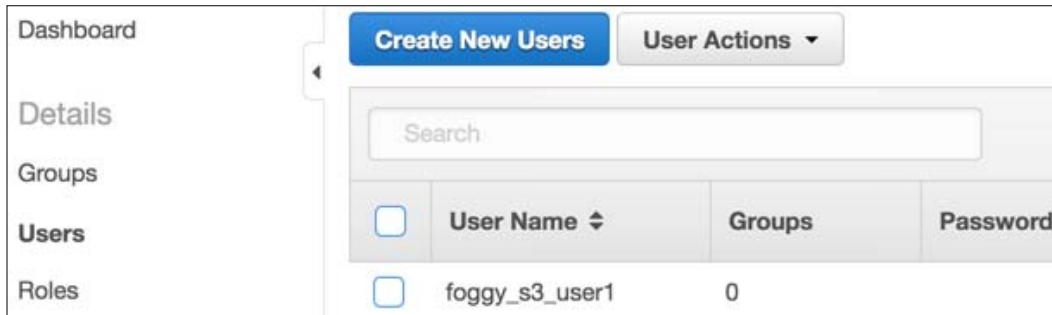 Dashboard
Details
Groups
Users
Roles
Create New Users User Actions
Search
User Name Groups Password
foggy_s3_user1 0